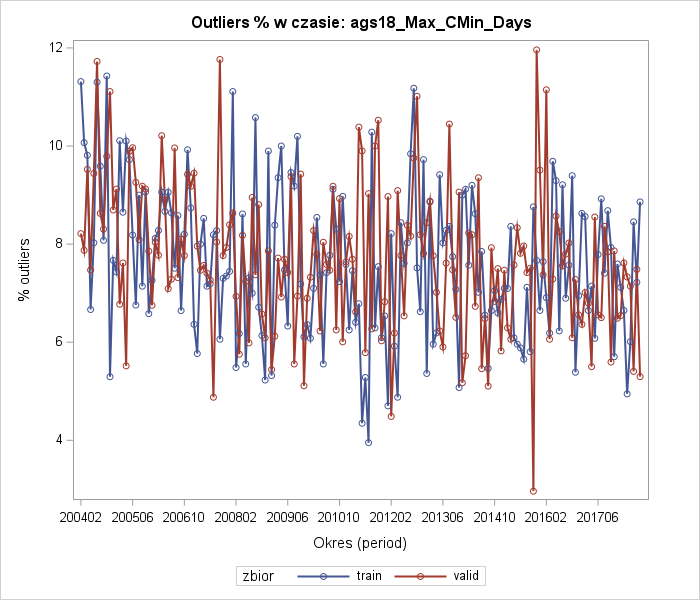 Outliers % w czasie: ags18_Max_CMin_Days
% outliers
12
10
8
6
4
200402 200506 200610 200802 200906 201010 201202 201306 201410 201602 201706
Okres (period)
zbior train valid